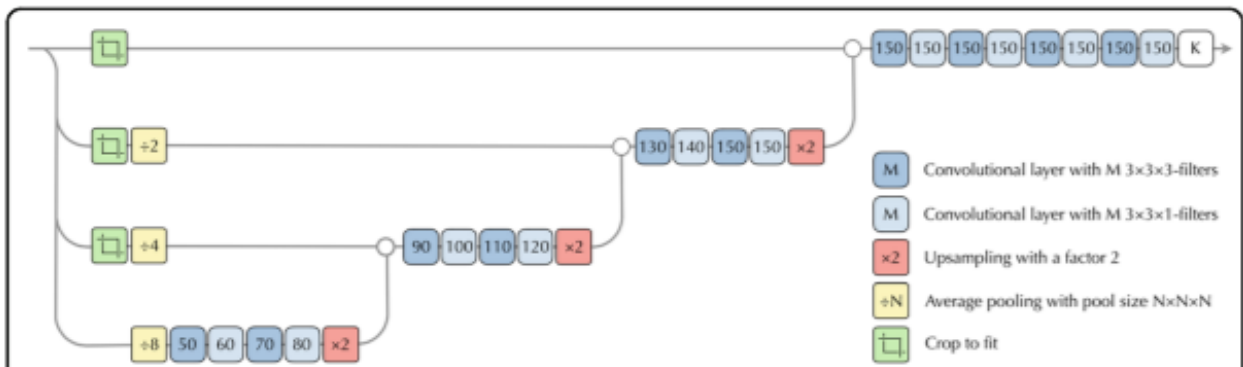 150 150 150 150 150 150 150 150 K
÷2 130 140 150 150 ×2
M Convolutional layer with M 3×3×3-filters
M Convolutional layer with M 3×3×1-filters
÷4 90 100 110 120 ×2
×2 Upsampling with a factor 2
÷N Average pooling with pool size N×N×N
÷8 50 60 70 80 ×2
Crop to fit